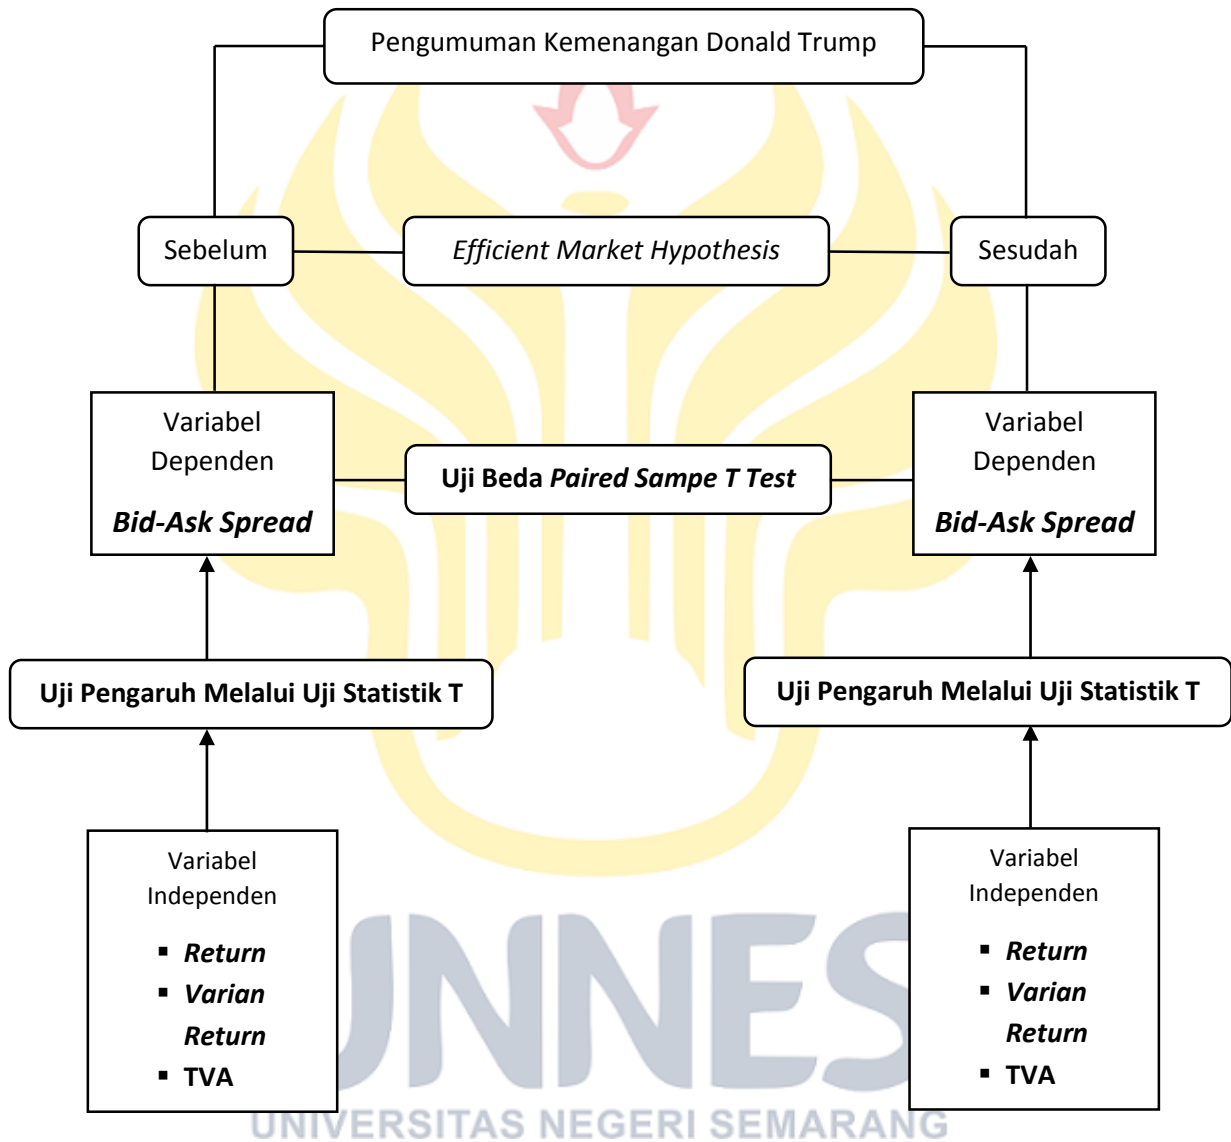 Pengumuman Kemenangan Donald Trump
Sebelum
Efficient Market Hypothesis
Sesudah
Variabel
Dependen
Bid-Ask Spread
Uji Beda Paired Sampe T Test
Variabel
Dependen
Bid-Ask Spread
Uji Pengaruh Melalui Uji Statistik T
Uji Pengaruh Melalui Uji Statistik T
Variabel
Independen
▪ Return
▪ Varian
Return
▪ TVA
Variabel
Independen
▪ Return
▪ Varian
Return
▪ TVA
UNNES
UNIVERSITAS NEGERI SEMARANG